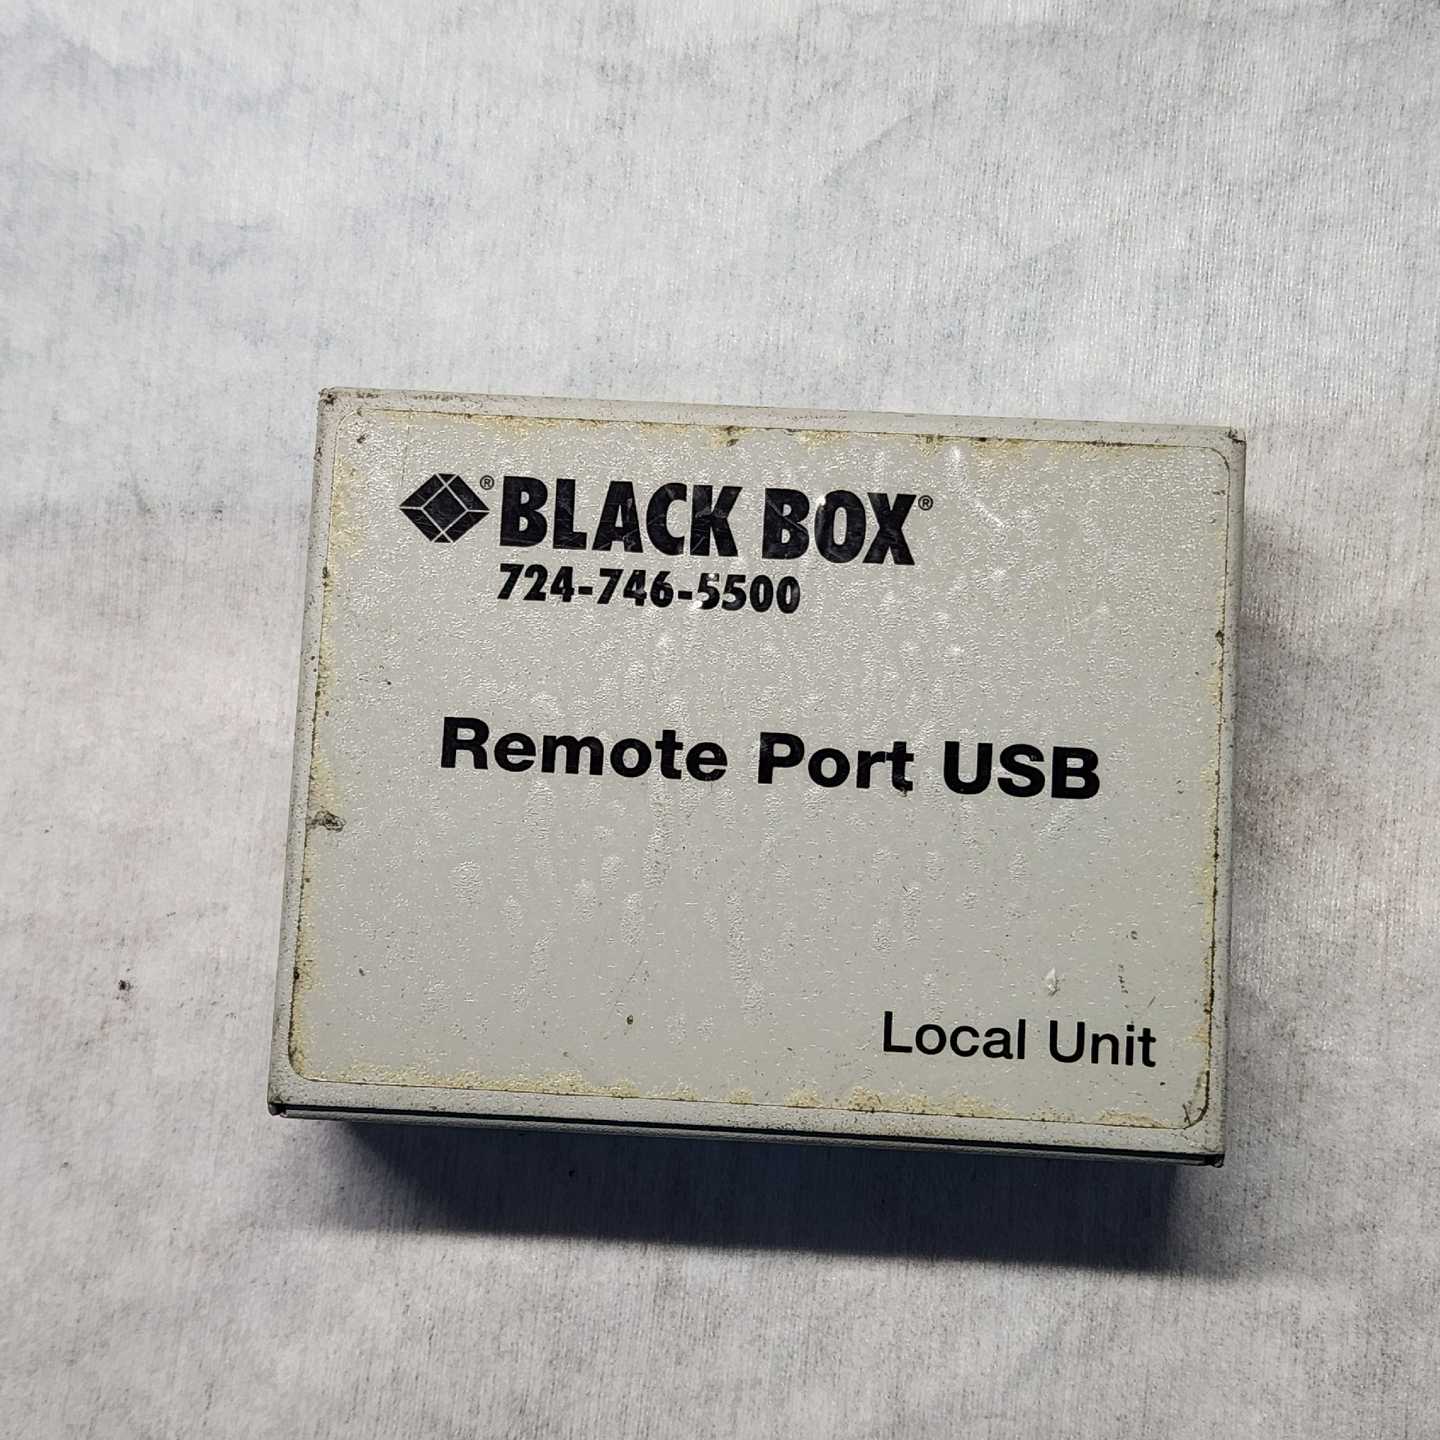 ® BLACK BOX®
724-746-5500
Remote Port USB
Local Unit